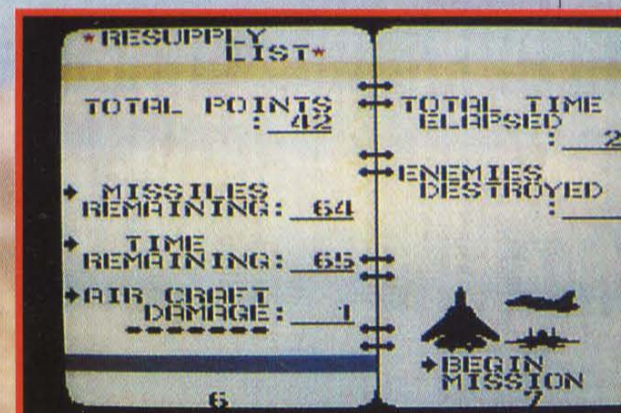 *RESUPPLY
LIST*
TOTAL POINTS
: 42
MISSILES
REMAINING: 64
TIME
REMAINING: 65
AIR CRAFT
DAMAGE: 1
6
TOTAL TIME
ELAPSED
: 2
ENEMIES
DESTROYED
:
BEGIN
MISSION
7